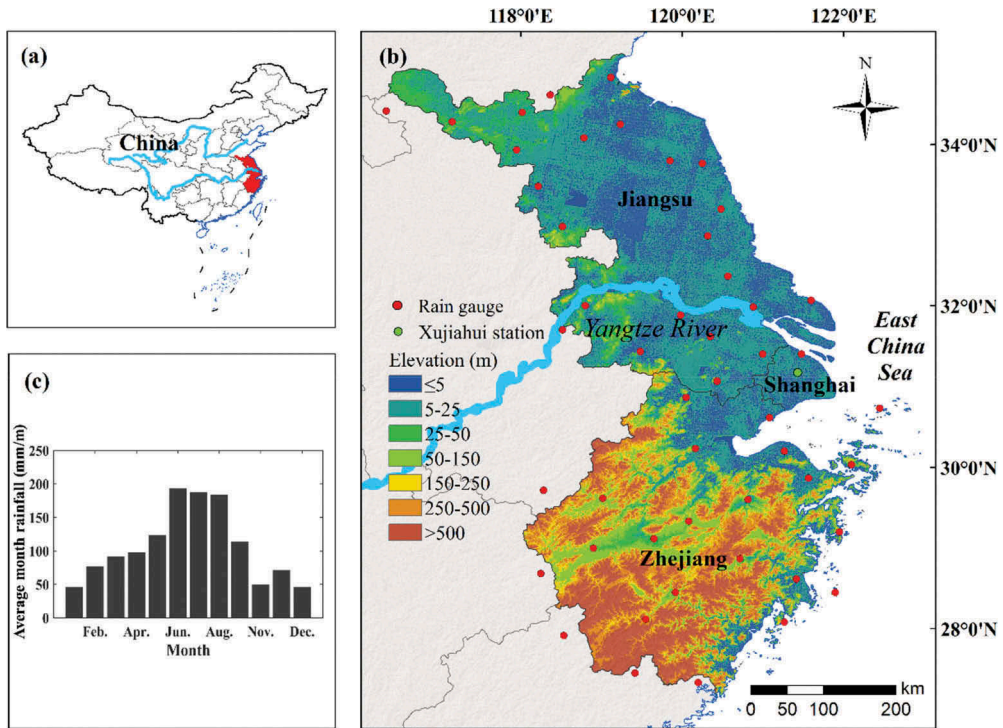 (a)
China
118°0'E
120°0'E
122°0'E
(b)
N
34°0'N
32°0'N
30°0'N
28°0'N
Jiangsu
Yangtze River
East
China
Sea
Shanghai
Zhejiang
Rain gauge
Xujiahui station
Elevation (m)
≤5
5-25
25-50
50-150
150-250
250-500
>500
km
0 50 100 200
(c)
Average month rainfall (mm/m)
250
200
150
100
50
0
Feb. Apr. Jun. Aug. Nov. Dec.
Month